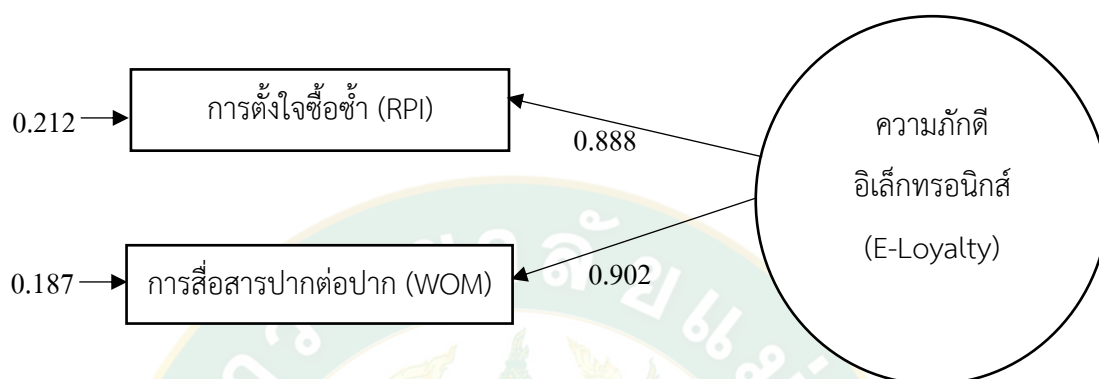 การตั้งใจซื้อซ้ำ (RPI)
0.212
0.888
ความภักดี
อิเล็กทรอนิกส์
(E-Loyalty)
การสื่อสารปากต่อปาก (WOM)
0.187
0.902